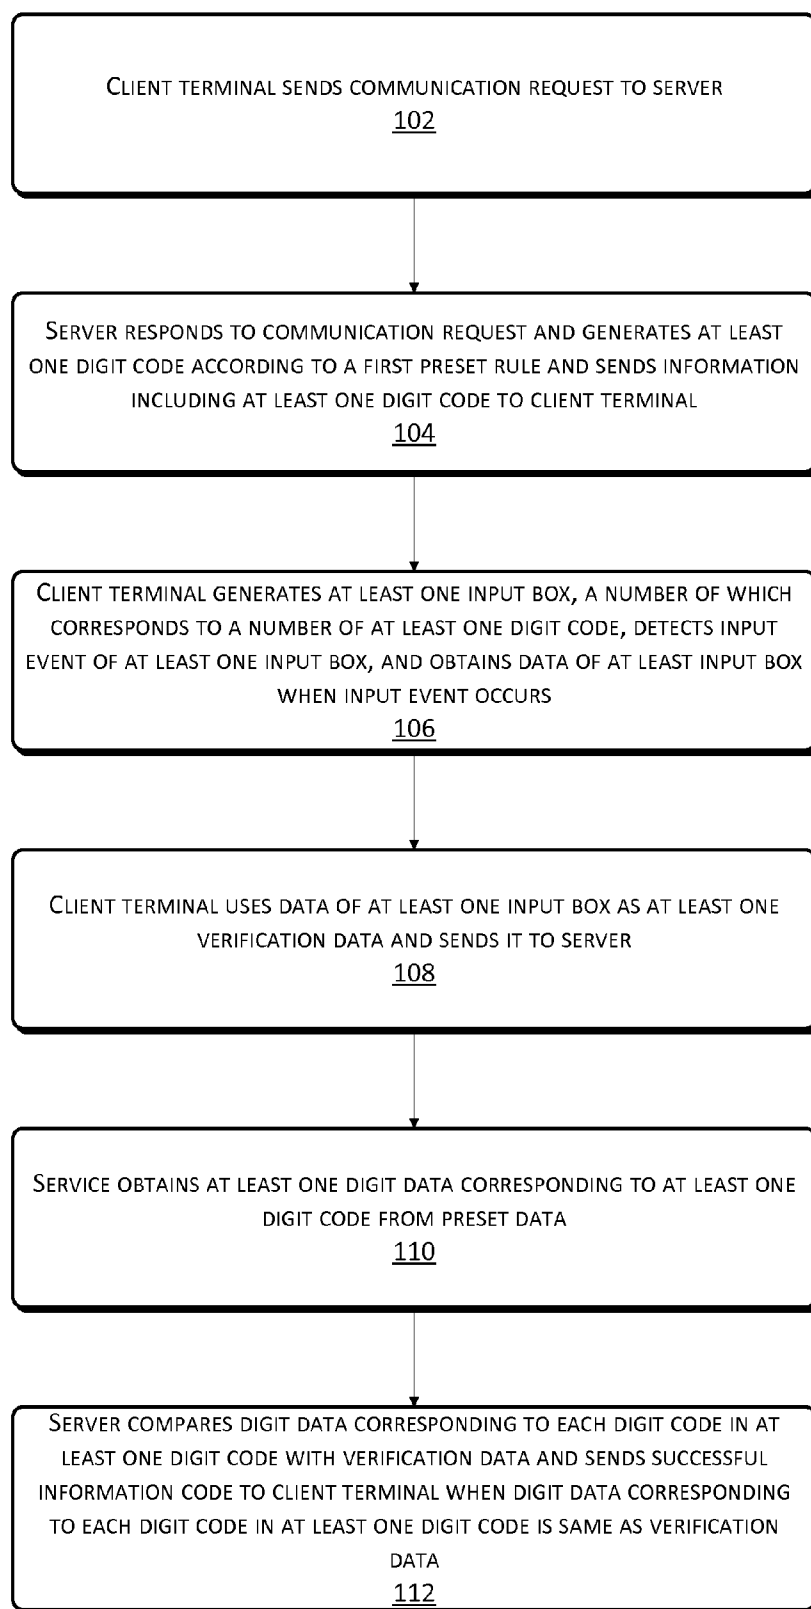 CLIENT TERMINAL SENDS COMMUNICATION REQUEST TO SERVER
102
SERVER RESPONDS TO COMMUNICATION REQUEST AND GENERATES AT LEAST
ONE DIGIT CODE ACCORDING TO A FIRST PRESET RULE AND SENDS INFORMATION
INCLUDING AT LEAST ONE DIGIT CODE TO CLIENT TERMINAL
104
CLIENT TERMINAL GENERATES AT LEAST ONE INPUT BOX, A NUMBER OF WHICH
CORRESPONDS TO A NUMBER OF AT LEAST ONE DIGIT CODE, DETECTS INPUT
EVENT OF AT LEAST ONE INPUT BOX, AND OBTAINS DATA OF AT LEAST INPUT BOX
WHEN INPUT EVENT OCCURS
106
CLIENT TERMINAL USES DATA OF AT LEAST ONE INPUT BOX AS AT LEAST ONE
VERIFICATION DATA AND SENDS IT TO SERVER
108
SERVICE OBTAINS AT LEAST ONE DIGIT DATA CORRESPONDING TO AT LEAST ONE
DIGIT CODE FROM PRESET DATA
110
SERVER COMPARES DIGIT DATA CORRESPONDING TO EACH DIGIT CODE IN AT
LEAST ONE DIGIT CODE WITH VERIFICATION DATA AND SENDS SUCCESSFUL
INFORMATION CODE TO CLIENT TERMINAL WHEN DIGIT DATA CORRESPONDING
TO EACH DIGIT CODE IN AT LEAST ONE DIGIT CODE IS SAME AS VERIFICATION
DATA
112